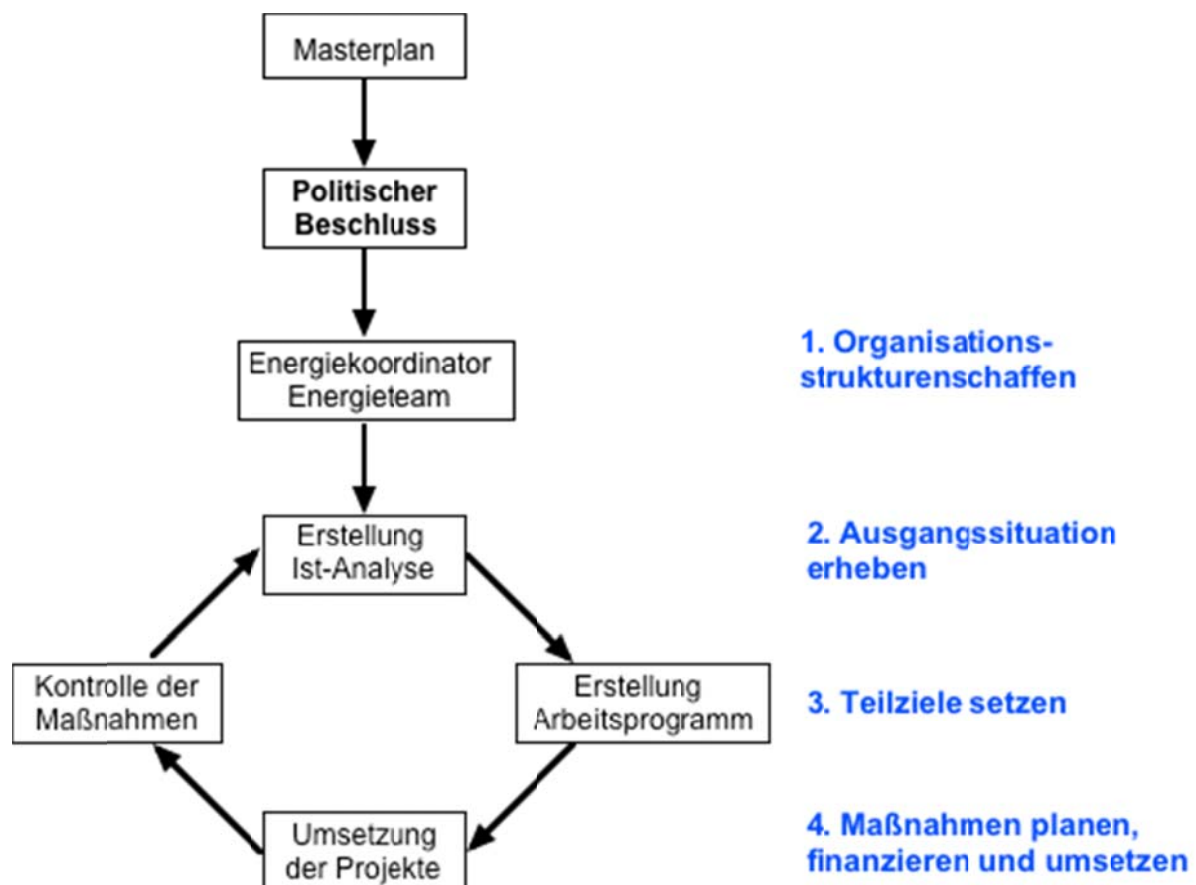 Masterplan
Politischer
Beschluss
Energiekoordinator
Energieteam
1. Organisations-
strukturenschaffen
Erstellung
Ist-Analyse
2. Ausgangssituation
erheben
Kontrolle der
Maßnahmen
Erstellung
Arbeitsprogramm
3. Teilziele setzen
Umsetzung
der Projekte
4. Maßnahmen planen,
finanzieren und umsetzen